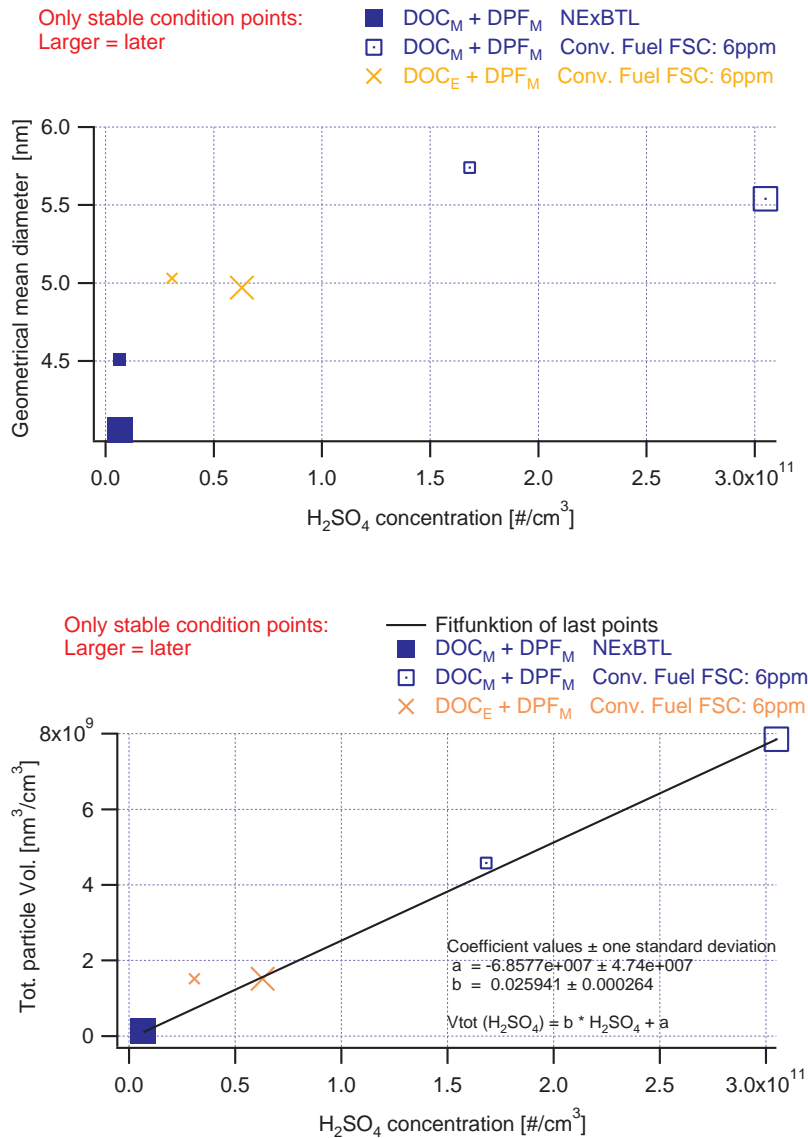 Only stable condition points:
Larger = later
DOC_M + DPF_M NExBTL
DOC_M + DPF_M Conv. Fuel FSC: 6ppm
DOC_E + DPF_M Conv. Fuel FSC: 6ppm
Geometrical mean diameter [nm]
6.0
5.5
5.0
4.5
0.0 0.5 1.0 1.5 2.0 2.5 3.0x10^11
H₂SO₄ concentration [#/cm³]
Only stable condition points:
Larger = later
Fitfunktion of last points
DOC_M + DPF_M NExBTL
DOC_M + DPF_M Conv. Fuel FSC: 6ppm
DOC_E + DPF_M Conv. Fuel FSC: 6ppm
Tot. particle Vol. [nm³/cm³]
8x10^9
6
4
2
0
Coefficient values ± one standard deviation
a = -6.8577e+007 ± 4.74e+007
b = 0.025941 ± 0.000264
Vtot (H₂SO₄) = b * H₂SO₄ + a
0.0 0.5 1.0 1.5 2.0 2.5 3.0x10^11
H₂SO₄ concentration [#/cm³]